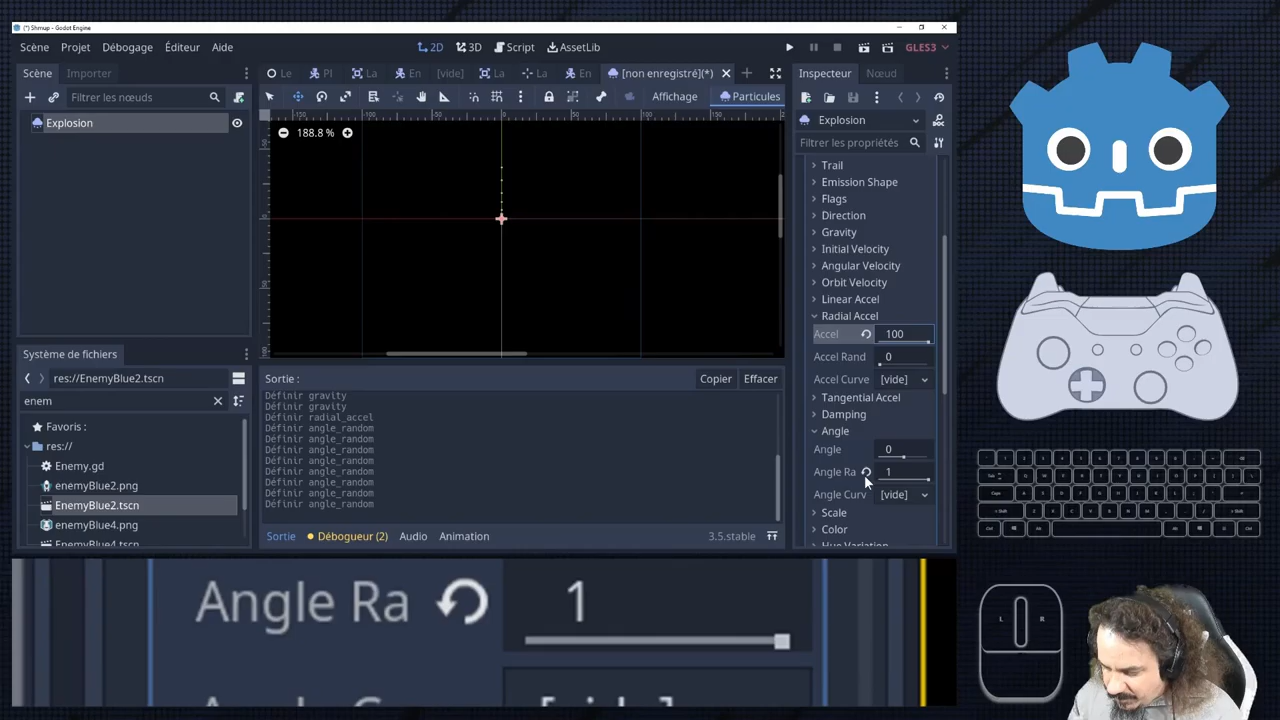 (*) Shmup - Godot Engine
Scène Projet Débogage Éditeur Aide
2D 3D Script AssetLib
GLES3
Scène Importer
Filtrer les nœuds
Explosion
Le Pl La En [vide] La La En [non enregistré](*)
Affichage Particules
188.8 %
Inspecteur Nœud
Explosion
Filtrer les propriétés
Trail
Emission Shape
Flags
Direction
Gravity
Initial Velocity
Angular Velocity
Orbit Velocity
Linear Accel
Radial Accel
Accel 100
Accel Rand 0
Accel Curve [vide]
Tangential Accel
Damping
Angle
Angle 0
Angle Ra 1
Angle Curv [vide]
Scale
Color
Hue Variation
Système de fichiers
res://EnemyBlue2.tscn
enem
Favoris :
res://
Enemy.gd
enemyBlue2.png
EnemyBlue2.tscn
enemyBlue4.png
EnemyBlue4.tscn
Sortie :
Copier Effacer
Définir gravity
Définir gravity
Définir radial_accel
Définir angle_random
Définir angle_random
Définir angle_random
Définir angle_random
Définir angle_random
Définir angle_random
Définir angle_random
Définir angle_random
Sortie Débogueur (2) Audio Animation
3.5.stable
Angle Ra 1
L R